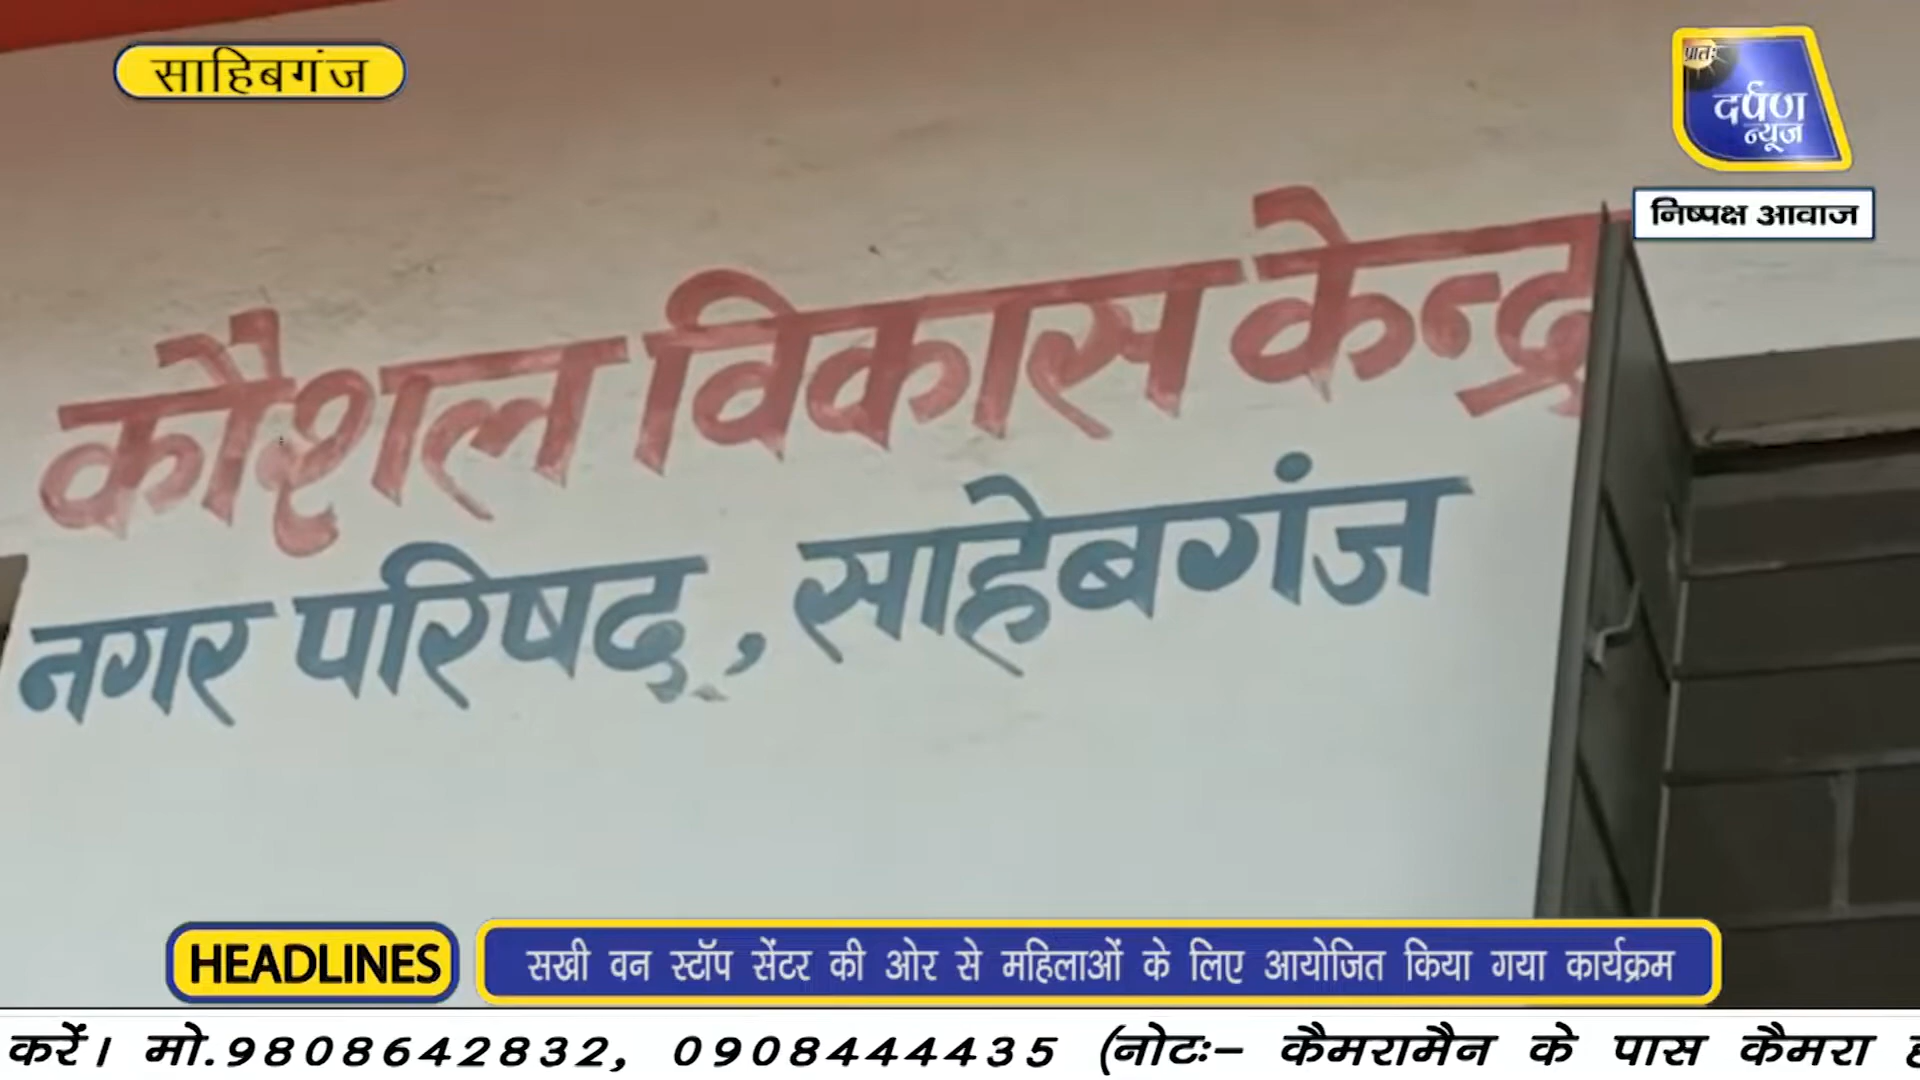 साहिबगंज
प्रातः
दर्पण
न्यूज
निष्पक्ष आवाज
कौशल विकास केन्द्र
नगर परिषद्, साहेबगंज
HEADLINES
सखी वन स्टॉप सेंटर की ओर से महिलाओं के लिए आयोजित किया गया कार्यक्रम
करें। मो.9808642832, 0908444435 (नोटः– कैमरामैन के पास कैमरा